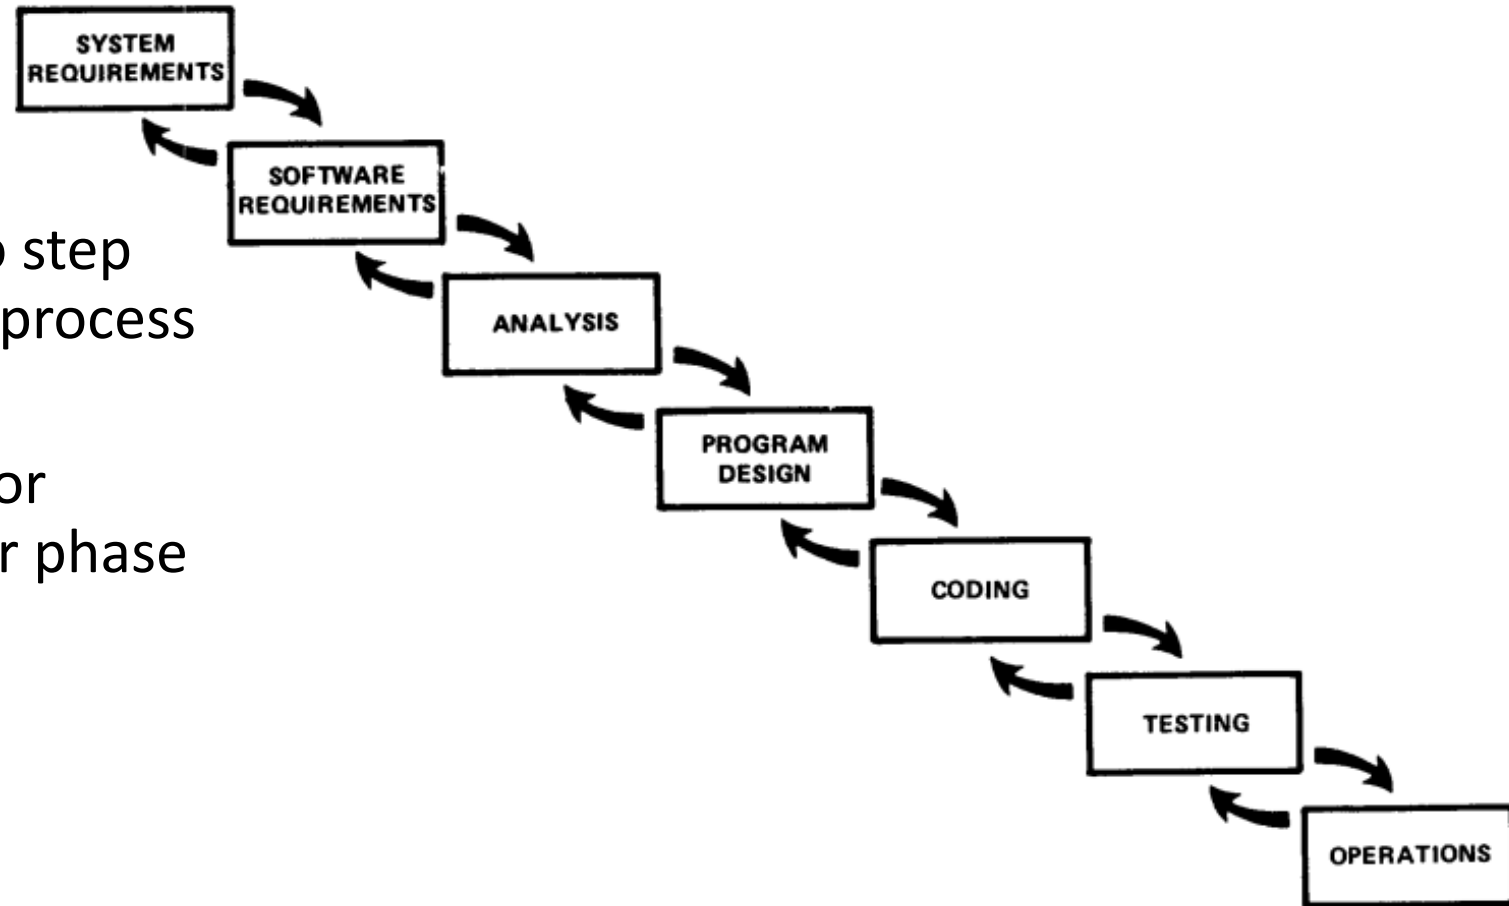 SYSTEM
REQUIREMENTS
SOFTWARE
REQUIREMENTS
step
process
ANALYSIS
PROGRAM
DESIGN
or
r phase
CODING
TESTING
OPERATIONS